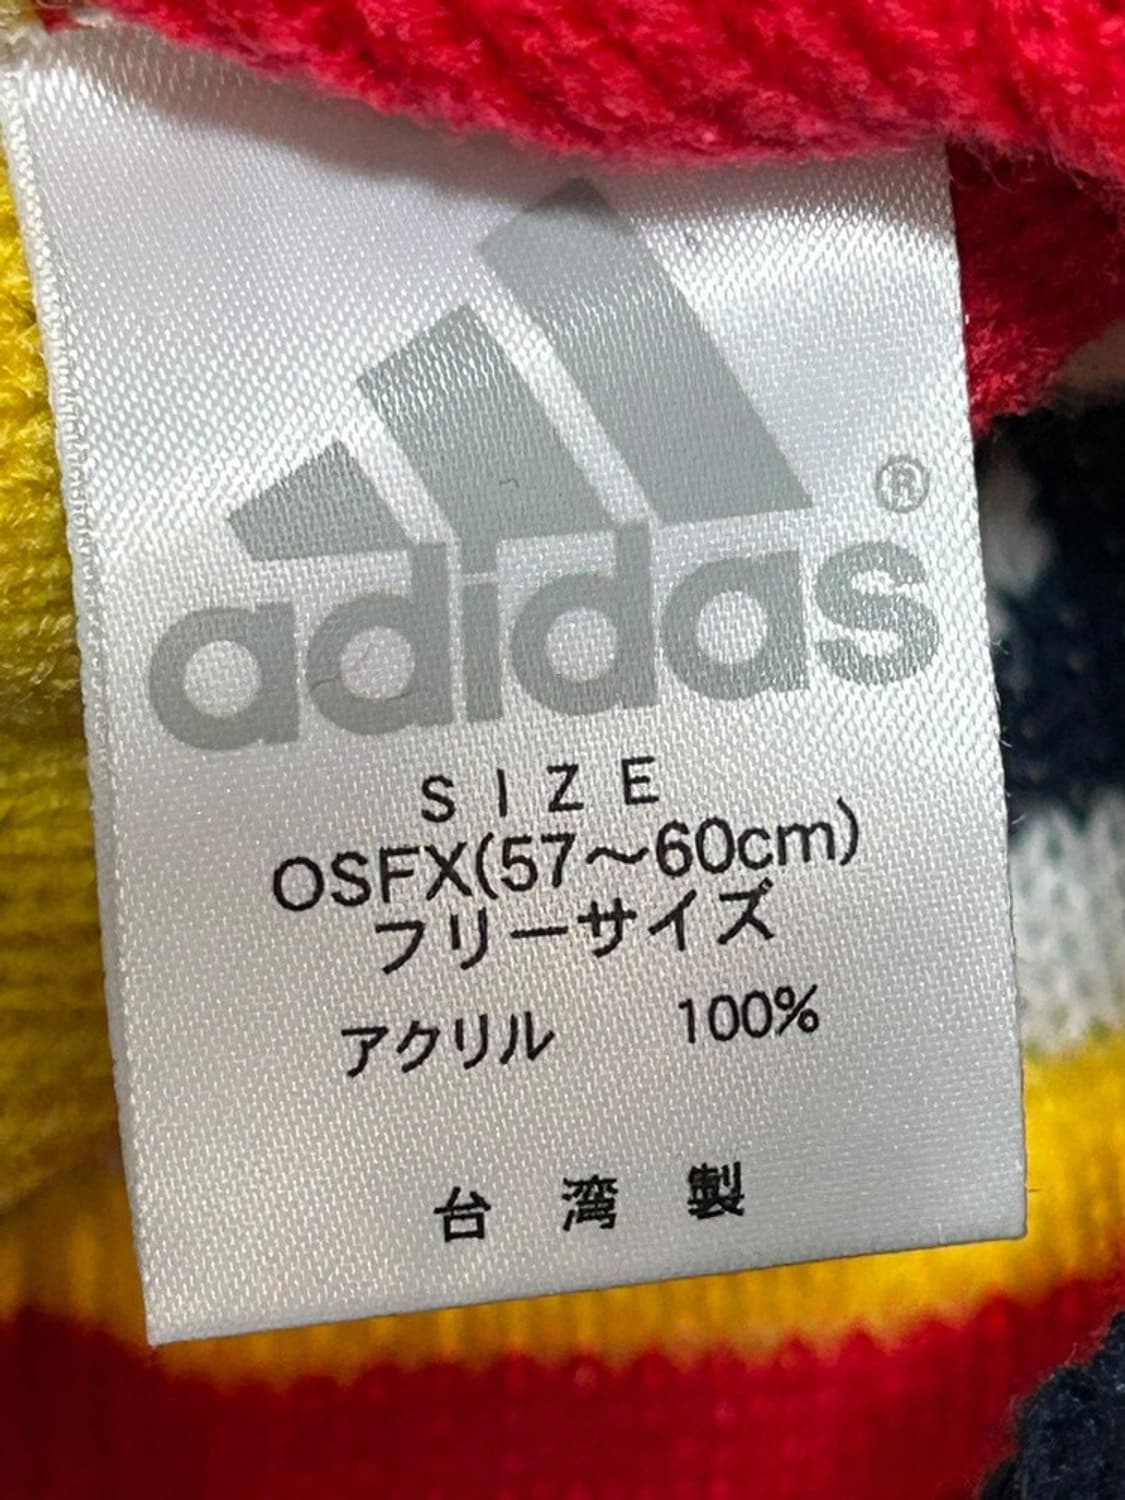 adidas®
SIZE
OSFX(57～60cm)
フリーサイズ
アクリル 100%
台湾製